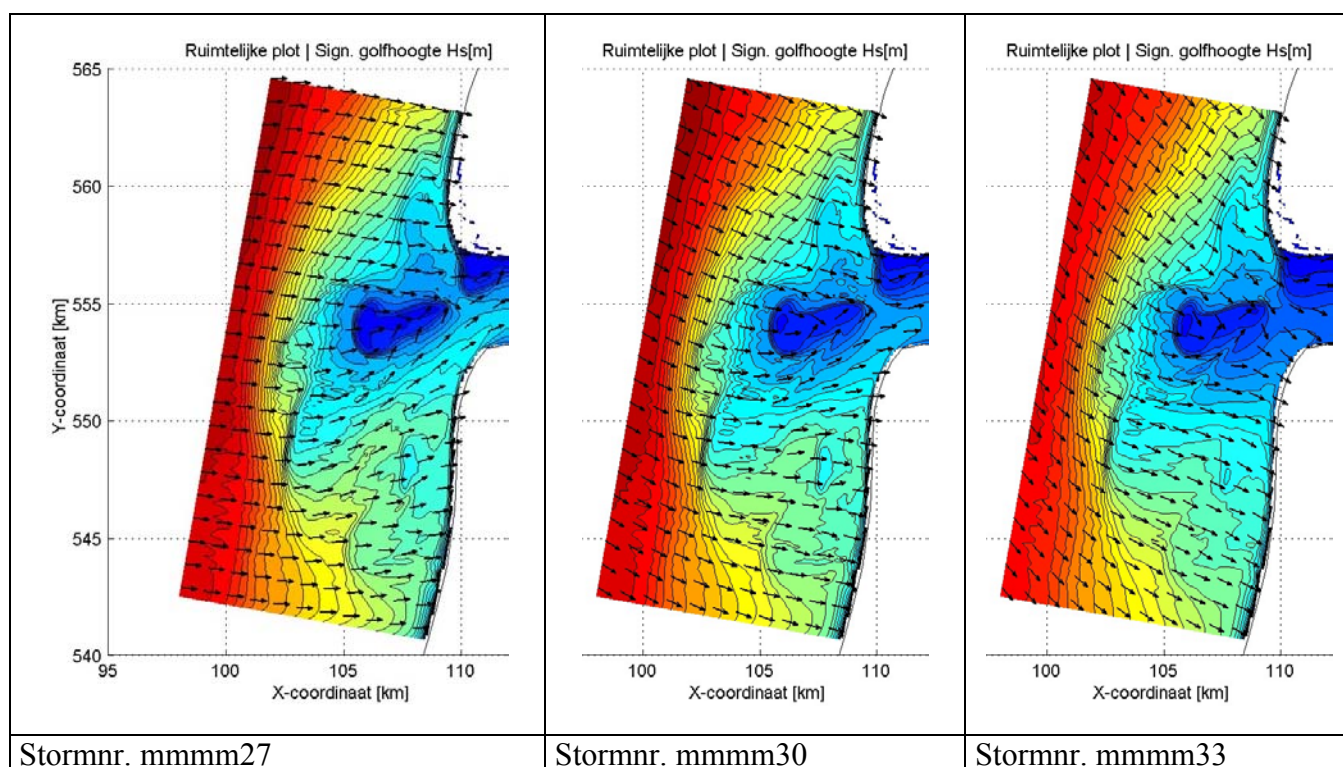 Ruimtelijke plot | Sign. golfhoogte Hs[m]
565
560
555
550
545
540
Y-coordinaat [km]
95
100
105
110
X-coordinaat [km]
Stormnr. mmmm27
Ruimtelijke plot | Sign. golfhoogte Hs[m]
100
105
110
X-coordinaat [km]
Stormnr. mmmm30
Ruimtelijke plot | Sign. golfhoogte Hs[m]
100
105
110
X-coordinaat [km]
Stormnr. mmmm33